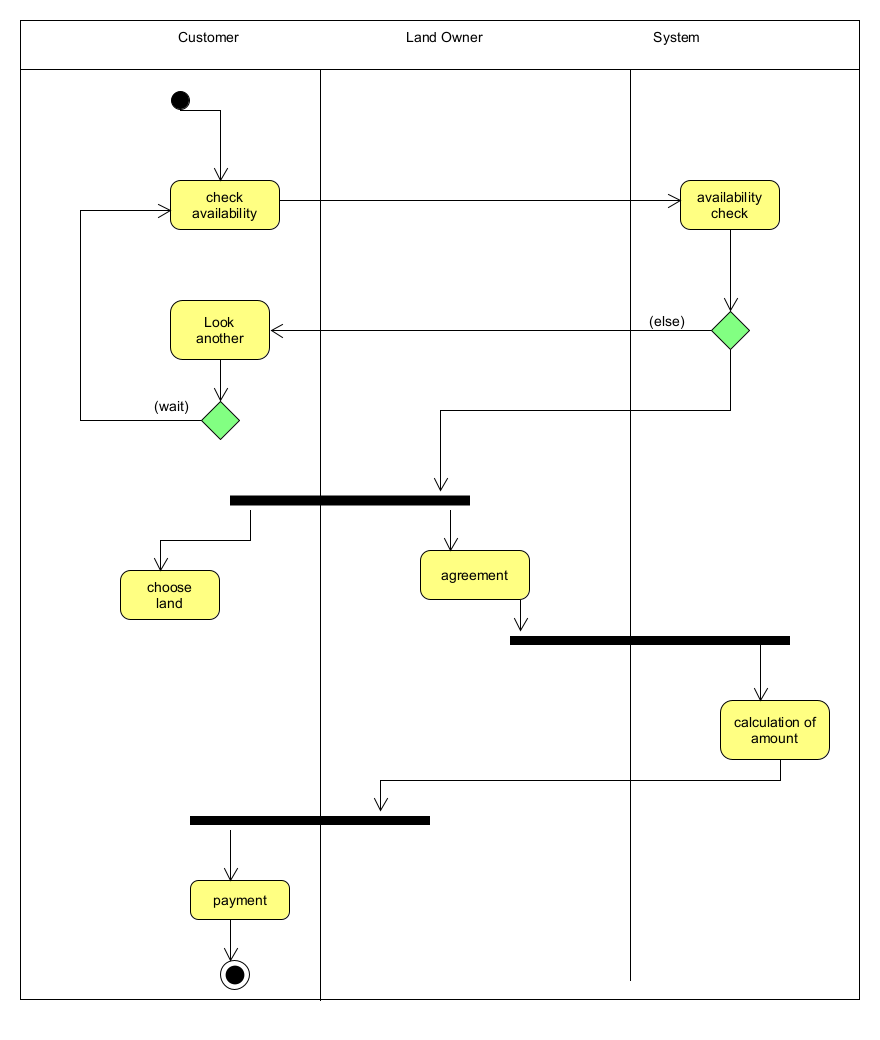 Customer
Land Owner
System
check
availability
availability
check
Look
another
(else)
(wait)
choose
land
agreement
calculation of
amount
payment